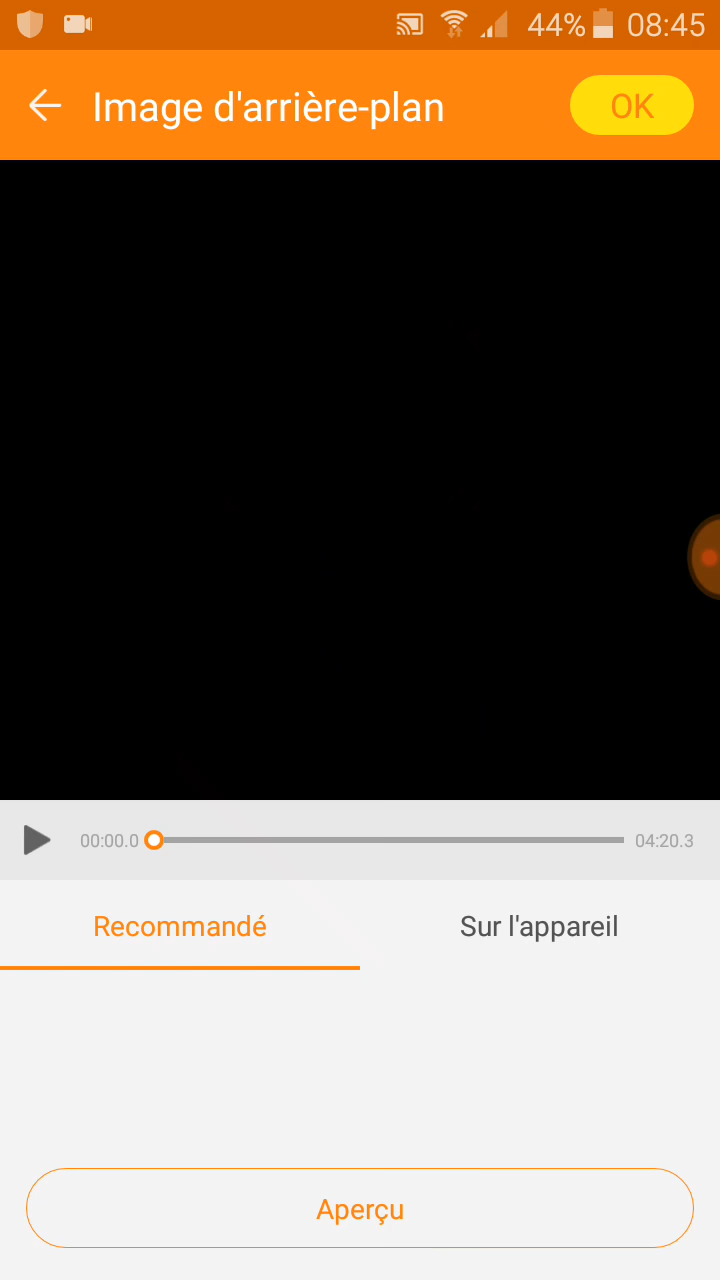 44% 08:45
Image d'arrière-plan OK
00:00.0 04:20.3
Recommandé Sur l'appareil
Aperçu